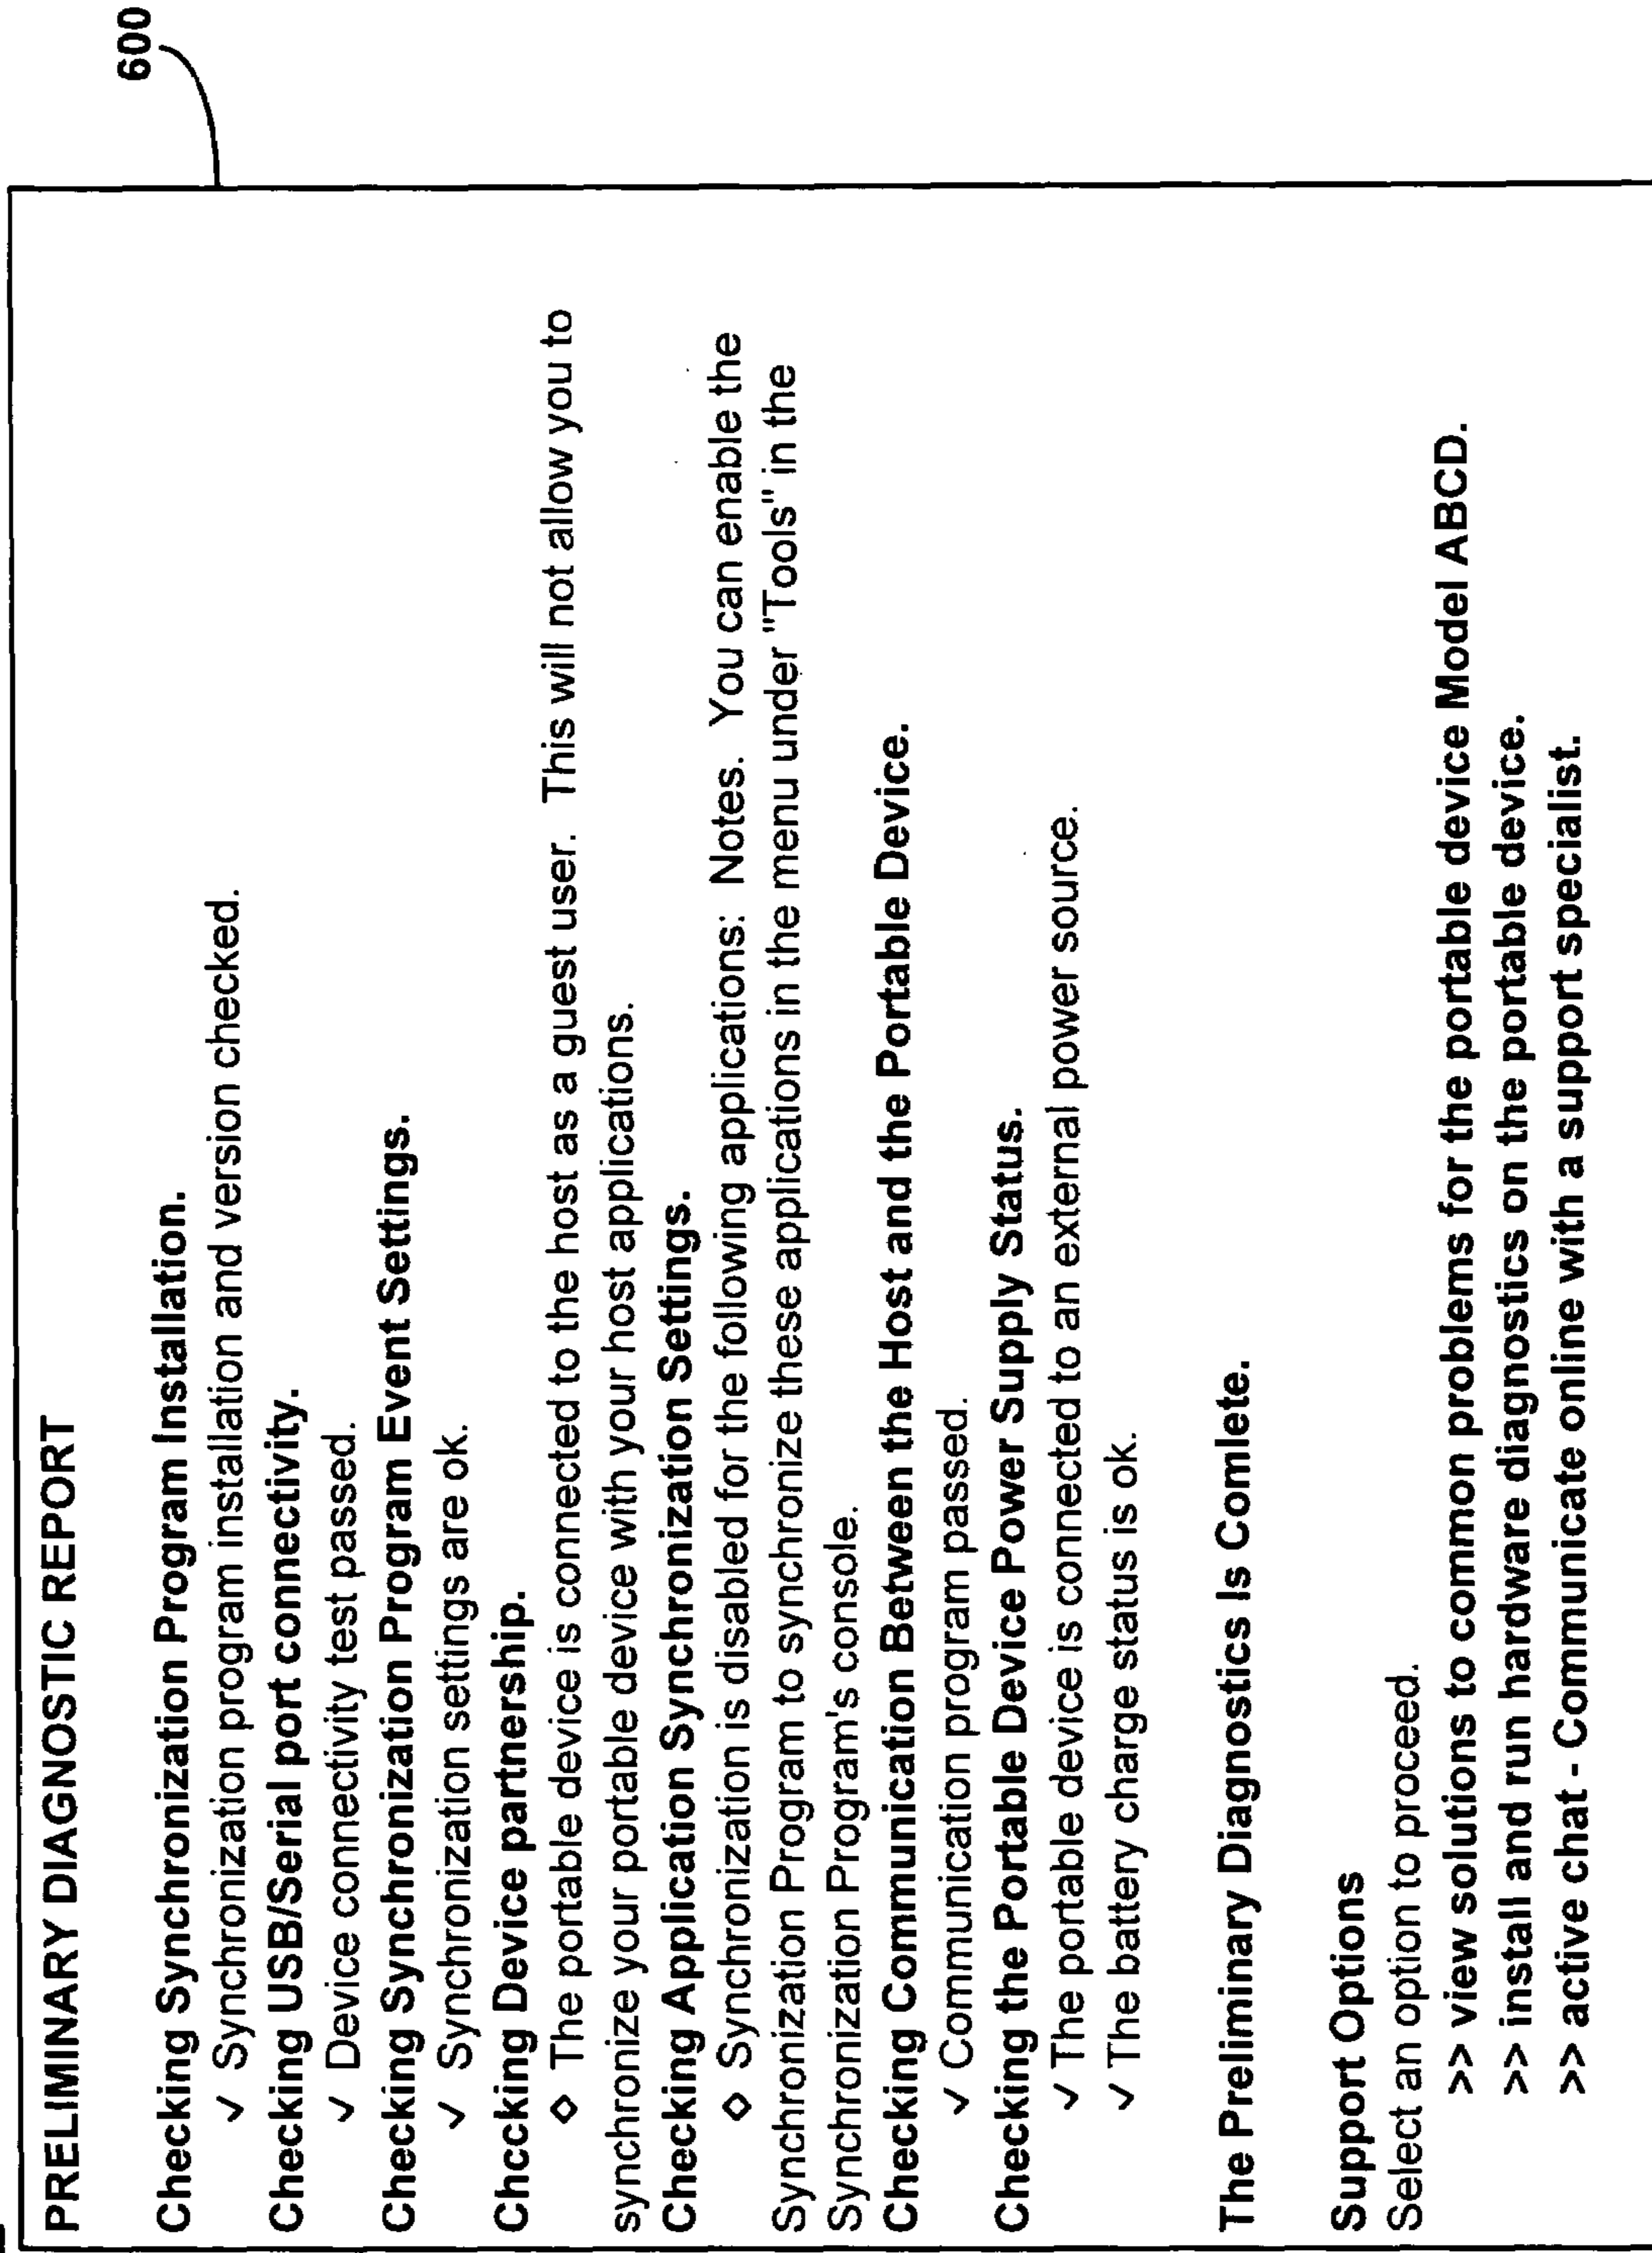 600
PRELIMINARY DIAGNOSTIC REPORT
Checking Synchronization Program Installation.
✓ Synchronization program installation and version checked.
Checking USB/Serial port connectivity.
✓ Device connectivity test passed.
Checking Synchronization Program Event Settings.
✓ Synchronization settings are ok.
Chccking Device partnership.
◇ The portable device is connected to the host as a guest user. This will not allow you to
synchronize your portable device with your host applications.
Checking Application Synchronization Settings.
◇ Synchronization is disabled for the following applications: Notes. You can enable the
Synchronization Program to synchronize these applications in the menu under "Tools" in the
Synchronization Program's console.
Checking Communication Between the Host and the Portable Device.
✓ Communication program passed.
Checking the Portable Device Power Supply Status.
✓ The portable device is connected to an external power source.
✓ The battery charge status is ok.
The Preliminary Diagnostics Is Comlete.
Support Options
Select an option to proceed.
>> view solutions to common problems for the portable device Model ABCD.
>> install and run hardware diagnostics on the portable device.
>> active chat - Communicate online with a support specialist.